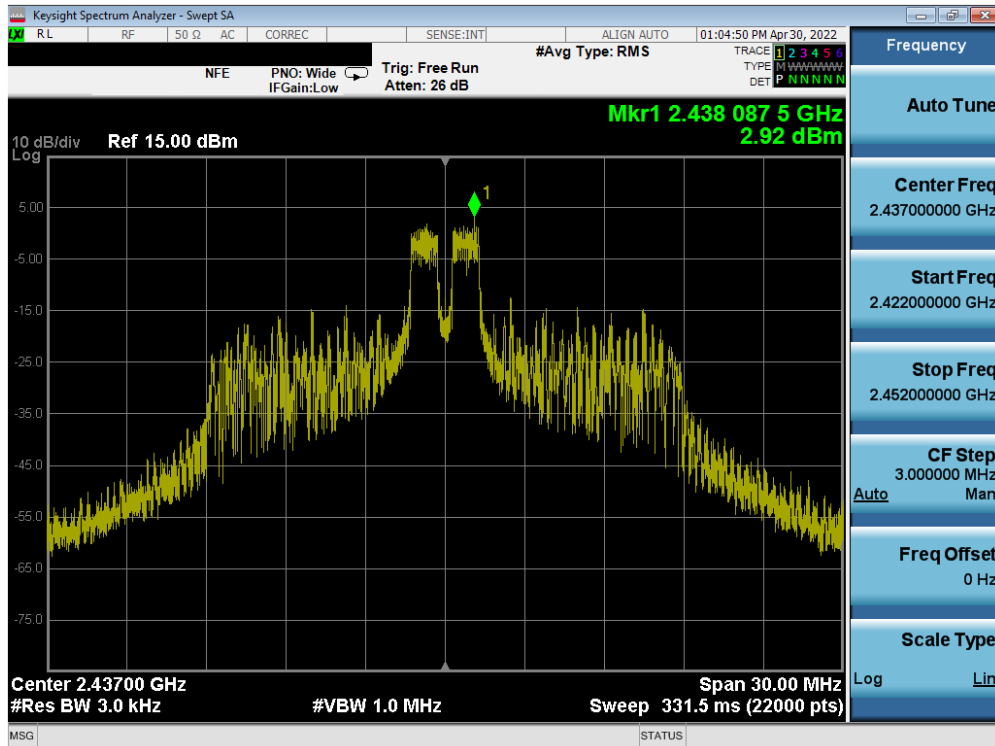 Keysight Spectrum Analyzer - Swept SA
LXI RL RF 50 Ω AC CORREC SENSE:INT ALIGN AUTO 01:04:50 PM Apr 30, 2022
NFE PNO: Wide Trig: Free Run #Avg Type: RMS TRACE 1 2 3 4 5 6
IFGain:Low Atten: 26 dB TYPE M WWWWW
DET P N N N N N
Mkr1 2.438 087 5 GHz
2.92 dBm
10 dB/div Ref 15.00 dBm
Log
1
5.00
-5.00
-15.0
-25.0
-35.0
-45.0
-55.0
-65.0
-75.0
Center 2.43700 GHz Span 30.00 MHz
#Res BW 3.0 kHz #VBW 1.0 MHz Sweep 331.5 ms (22000 pts)
MSG STATUS
Frequency
Auto Tune
Center Freq
2.437000000 GHz
Start Freq
2.422000000 GHz
Stop Freq
2.452000000 GHz
CF Step
3.000000 MHz
Auto Man
Freq Offset
0 Hz
Scale Type
Log Lin